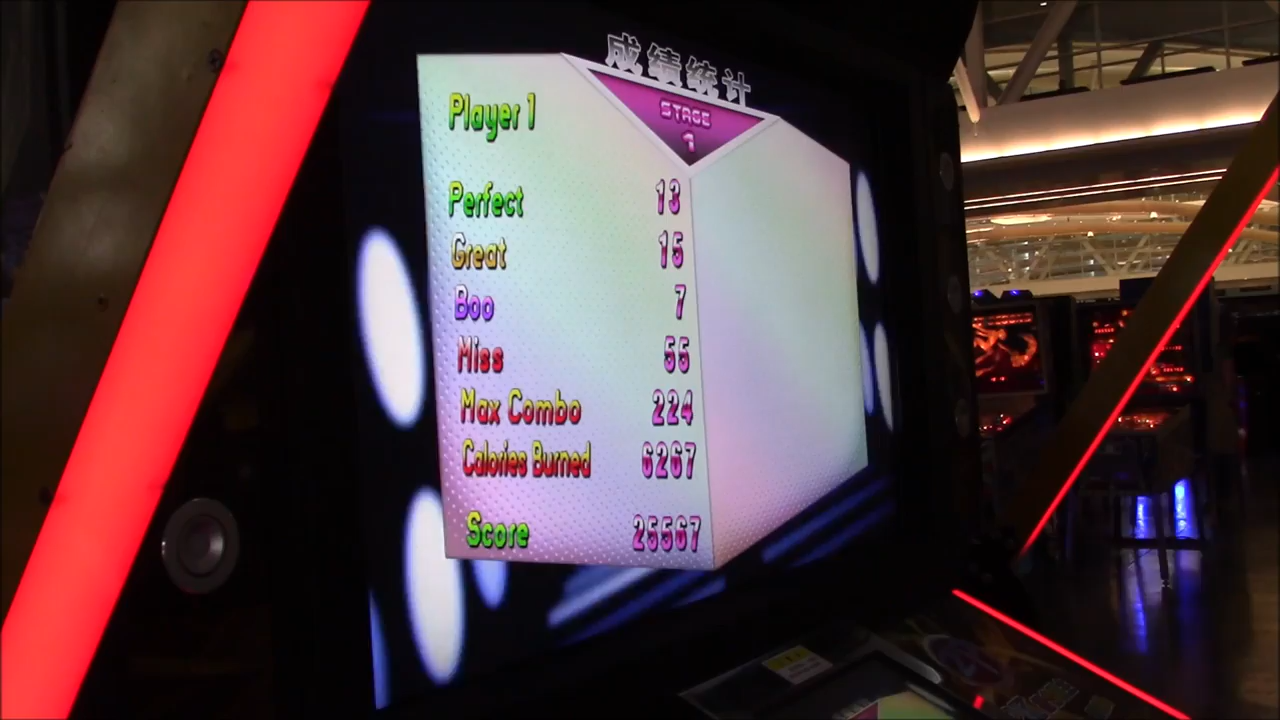 成绩统计
STAGE
1
Player 1
Perfect 13
Great 15
Boo 7
Miss 55
Max Combo 224
Calories Burned 6267
Score 25567